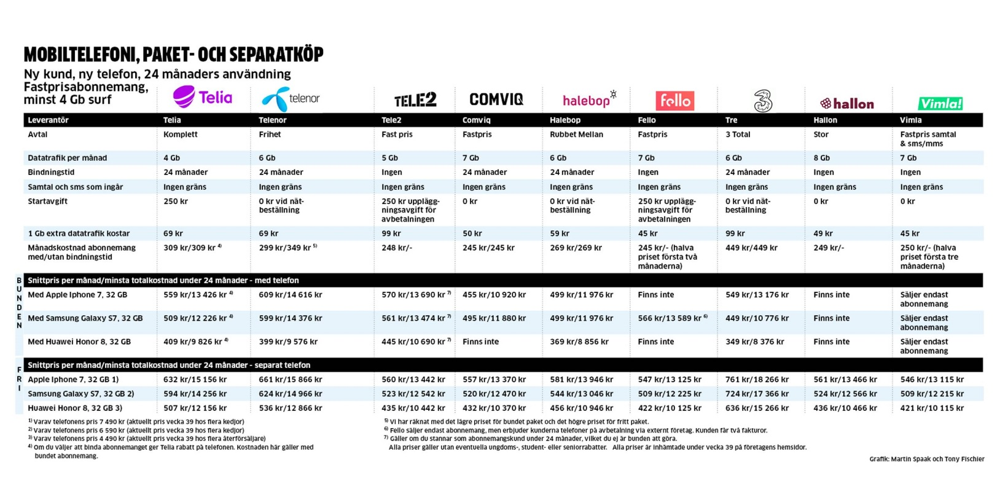 MOBILTELEFONI, PAKET- OCH SEPARATKÖP
Ny kund, ny telefon, 24 månaders användning
Fastprisabonnemang,
minst 4 Gb surf
Telia telenor TELE2 COMVIQ halebop fello 3 hallon Vimla!
Leverantör Telia Telenor Tele2 Comviq Halebop Fello Tre Hallon Vimla
Avtal Komplett Frihet Fast pris Fastpris Rubbet Mellan Fastpris 3 Total Stor Fastpris samtal
& sms/mms
Datatrafik per månad 4 Gb 6 Gb 5 Gb 7 Gb 6 Gb 7 Gb 6 Gb 8 Gb 7 Gb
Bindningstid 24 månader 24 månader Ingen 24 månader 24 månader Ingen 24 månader Ingen Ingen
Samtal och sms som ingår Ingen gräns Ingen gräns Ingen gräns Ingen gräns Ingen gräns Ingen gräns Ingen gräns Ingen gräns Ingen gräns
Startavgift 250 kr 0 kr vid nät- 250 kr upplägg- 0 kr 0 kr vid nät- 250 kr upplägg- 0 kr vid nät- 0 kr 0 kr
beställning ningsavgift för beställning ningsavgift för beställning
avbetalningen avbetalningen
1 Gb extra datatrafik kostar 69 kr 69 kr 99 kr 50 kr 59 kr 45 kr 99 kr 49 kr 45 kr
Månadskostnad abonnemang 309 kr/309 kr 4) 299 kr/349 kr 5) 248 kr/- 245 kr/245 kr 269 kr/269 kr 245 kr/- (halva 449 kr/449 kr 249 kr/- 250 kr/- (halva
med/utan bindningstid priset första två priset första tre
månaderna) månaderna)
BUNDEN
Snittpris per månad/minsta totalkostnad under 24 månader - med telefon
Med Apple Iphone 7, 32 GB 559 kr/13 426 kr 4) 609 kr/14 616 kr 570 kr/13 690 kr 7) 455 kr/10 920 kr 499 kr/11 976 kr Finns inte 549 kr/13 176 kr Finns inte Säljer endast
abonnemang
Med Samsung Galaxy S7, 32 GB 509 kr/12 226 kr 4) 599 kr/14 376 kr 561 kr/13 474 kr 7) 495 kr/11 880 kr 499 kr/11 976 kr 566 kr/13 589 kr 6) 449 kr/10 776 kr Finns inte Säljer endast
abonnemang
Med Huawei Honor 8, 32 GB 409 kr/9 826 kr 4) 399 kr/9 576 kr 445 kr/10 690 kr 7) Finns inte 369 kr/8 856 kr Finns inte 349 kr/8 376 kr Finns inte Säljer endast
abonnemang
FRI
Snittpris per månad/minsta totalkostnad under 24 månader - separat telefon
Apple Iphone 7, 32 GB 1) 632 kr/15 156 kr 661 kr/15 866 kr 560 kr/13 442 kr 557 kr/13 370 kr 581 kr/13 946 kr 547 kr/13 125 kr 761 kr/18 266 kr 561 kr/13 466 kr 546 kr/13 115 kr
Samsung Galaxy S7, 32 GB 2) 594 kr/14 256 kr 624 kr/14 966 kr 523 kr/12 542 kr 520 kr/12 470 kr 544 kr/13 046 kr 509 kr/12 225 kr 724 kr/17 366 kr 524 kr/12 566 kr 509 kr/12 215 kr
Huawei Honor 8, 32 GB 3) 507 kr/12 156 kr 536 kr/12 866 kr 435 kr/10 442 kr 432 kr/10 370 kr 456 kr/10 946 kr 422 kr/10 125 kr 636 kr/15 266 kr 436 kr/10 466 kr 421 kr/10 115 kr
1) Varav telefonens pris 7 490 kr (aktuellt pris vecka 39 hos flera kedjor)
2) Varav telefonens pris 6 590 kr (aktuellt pris vecka 39 hos flera kedjor)
3) Varav telefonens pris 4 490 kr (aktuellt pris vecka 39 hos flera återförsäljare)
4) Om du väljer att binda abonnemanget ger Telia rabatt på telefonen. Kostnaden här gäller med
bundet abonnemang.
5) Vi har räknat med det lägre priset för bundet paket och det högre priset för fritt paket.
6) Fello säljer endast abonnemang, men erbjuder kunderna telefoner på avbetalning via externt företag. Kunden får två fakturor.
7) Gäller om du stannar som abonnemangskund under 24 månader, vilket du ej är bunden att göra.
Alla priser gäller utan eventuella ungdoms-, student- eller seniorrabatter. Alla priser är inhämtade under vecka 39 på företagens hemsidor.
Grafik: Martin Spaak och Tony Fischier